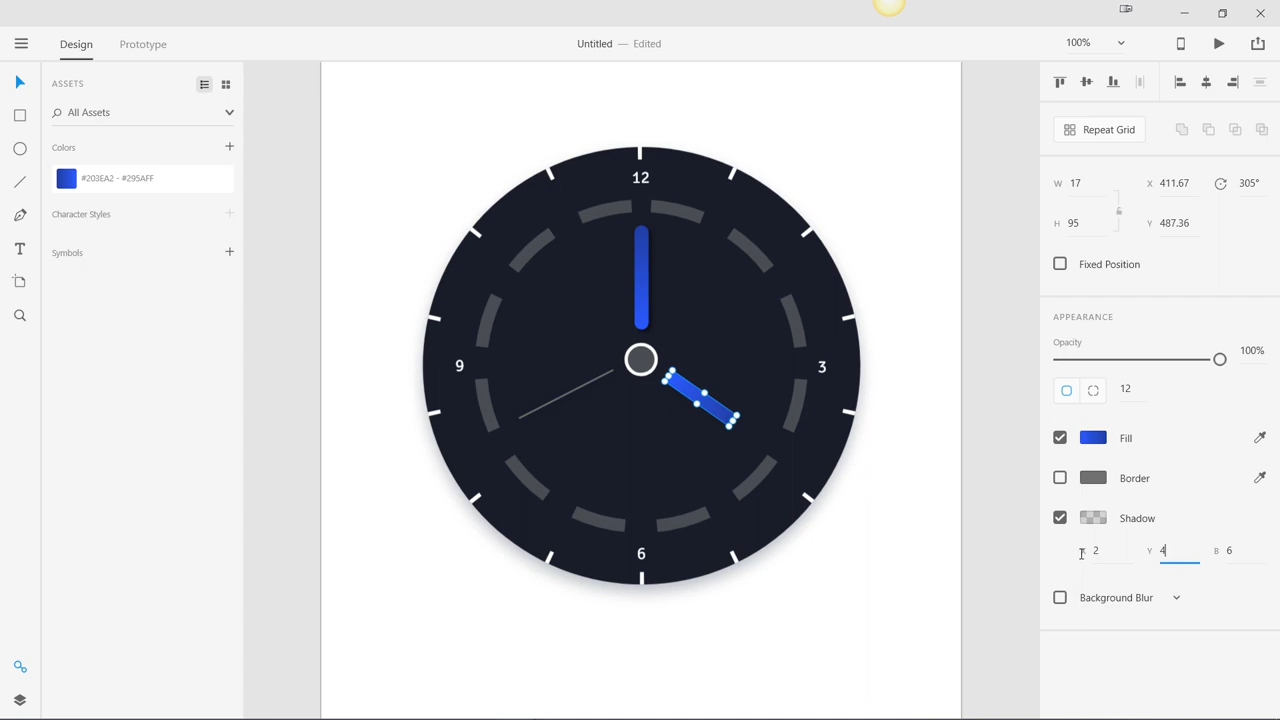 Design
Prototype
Untitled — Edited
100%
ASSETS
All Assets
Colors
#203EA2 - #295AFF
Character Styles
Symbols
12
9
3
6
Repeat Grid
W 17
X 411.67
305°
H 95
Y 487.36
Fixed Position
APPEARANCE
Opacity
100%
12
Fill
Border
Shadow
X 2
Y 4
B 6
Background Blur